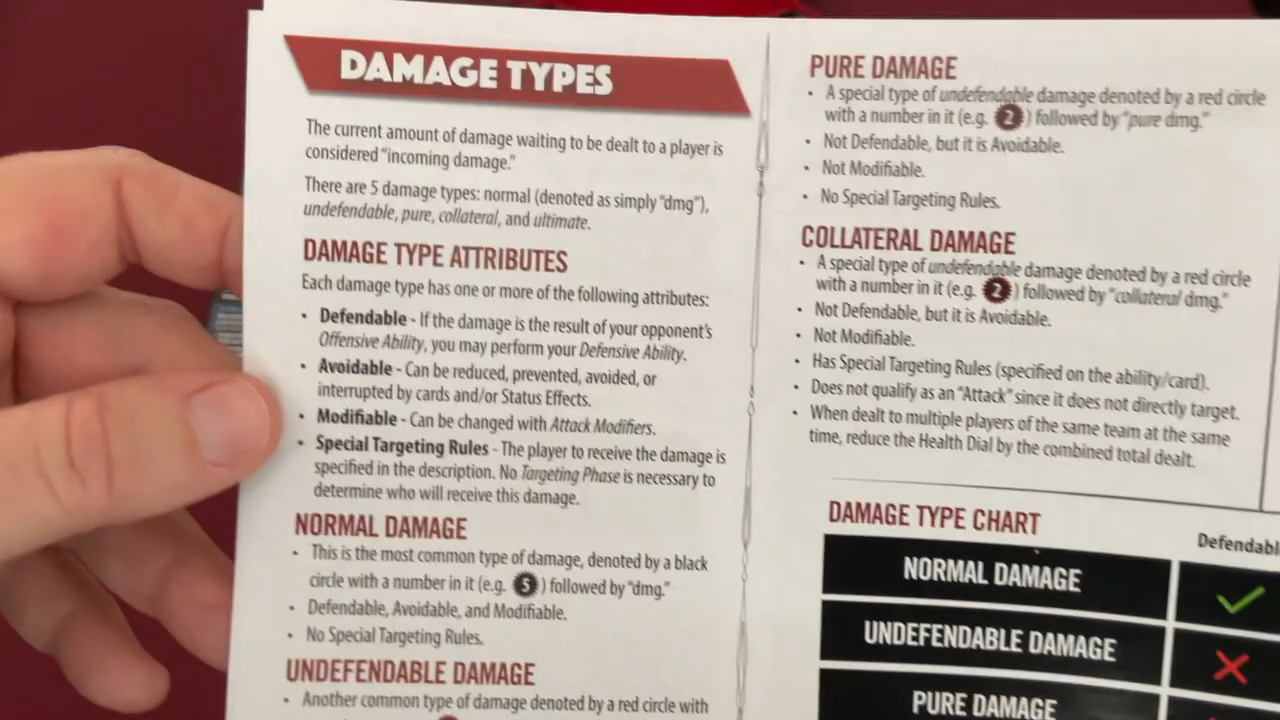 DAMAGE TYPES
The current amount of damage waiting to be dealt to a player is
considered "incoming damage."
There are 5 damage types: normal (denoted as simply "dmg"),
undefendable, pure, collateral, and ultimate.
DAMAGE TYPE ATTRIBUTES
Each damage type has one or more of the following attributes:
• Defendable - If the damage is the result of your opponent's
Offensive Ability, you may perform your Defensive Ability.
• Avoidable - Can be reduced, prevented, avoided, or
interrupted by cards and/or Status Effects.
• Modifiable - Can be changed with Attack Modifiers.
• Special Targeting Rules - The player to receive the damage is
specified in the description. No Targeting Phase is necessary to
determine who will receive this damage.
NORMAL DAMAGE
• This is the most common type of damage, denoted by a black
circle with a number in it (e.g. 5 ) followed by "dmg."
• Defendable, Avoidable, and Modifiable.
• No Special Targeting Rules.
UNDEFENDABLE DAMAGE
• Another common type of damage denoted by a red circle with
PURE DAMAGE
• A special type of undefendable damage denoted by a red circle
with a number in it (e.g. 2 ) followed by "pure dmg."
• Not Defendable, but it is Avoidable.
• Not Modifiable.
• No Special Targeting Rules.
COLLATERAL DAMAGE
• A special type of undefendable damage denoted by a red circle
with a number in it (e.g. 2 ) followed by "collateral dmg."
• Not Defendable, but it is Avoidable.
• Not Modifiable.
• Has Special Targeting Rules (specified on the ability/card).
• Does not qualify as an "Attack" since it does not directly target.
• When dealt to multiple players of the same team at the same
time, reduce the Health Dial by the combined total dealt.
DAMAGE TYPE CHART
Defendabl
NORMAL DAMAGE
UNDEFENDABLE DAMAGE
PURE DAMAGE